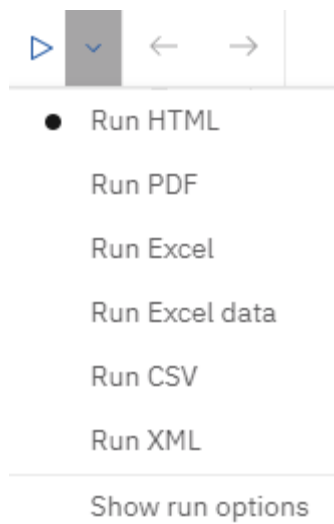 Run HTML
Run PDF
Run Excel
Run Excel data
Run CSV
Run XML
Show run options